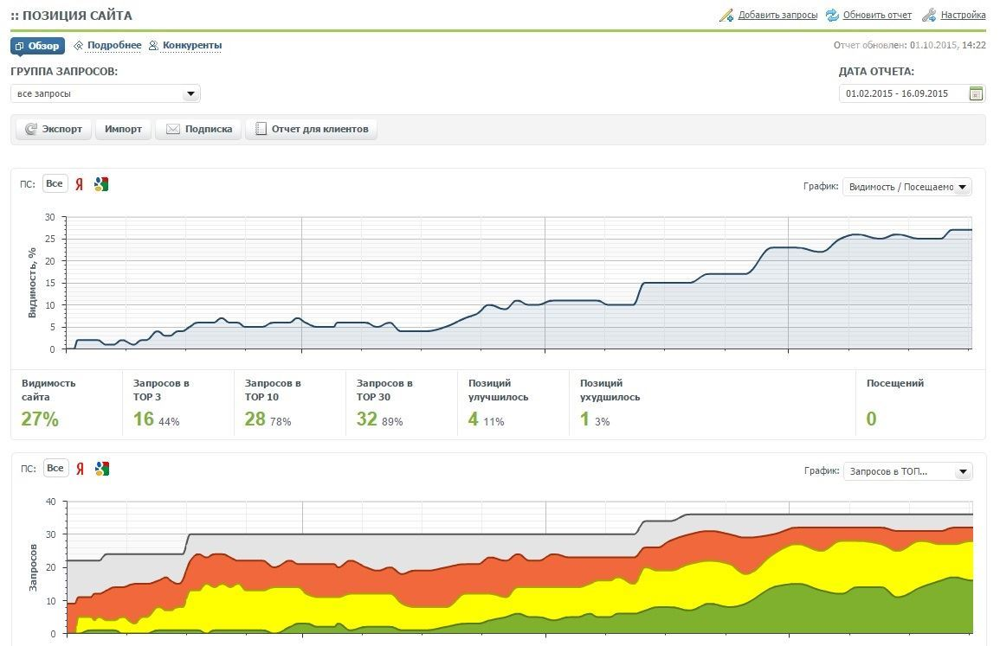 :: ПОЗИЦИЯ САЙТА
Добавить запросы Обновить отчет Настройка
Обзор Подробнее Конкуренты
Отчет обновлен: 01.10.2015, 14:22
ГРУППА ЗАПРОСОВ:
ДАТА ОТЧЕТА:
все запросы
01.02.2015 - 16.09.2015
Экспорт Импорт Подписка Отчет для клиентов
ПС: Все Я
График: Видимость / Посещаемо
30
25
20
15
10
5
0
Видимость, %
Видимость сайта
27%
Запросов в TOP 3
16 44%
Запросов в TOP 10
28 78%
Запросов в TOP 30
32 89%
Позиций улучшилось
4 11%
Позиций ухудшилось
1 3%
Посещений
0
ПС: Все Я
График: Запросов в ТОП...
40
30
20
10
0
Запросов